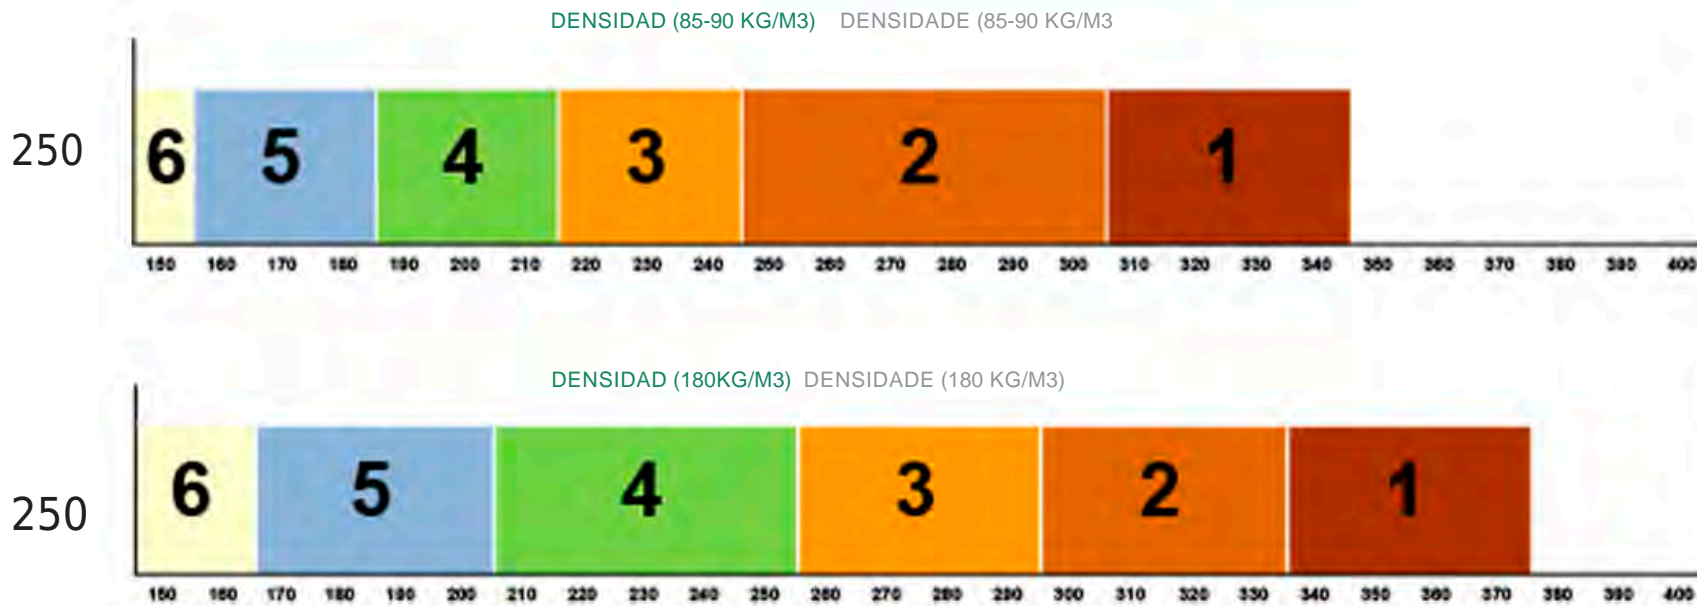 DENSIDAD (85-90 KG/M3) DENSIDADE (85-90 KG/M3
250
6 5 4 3 2 1
150 160 170 180 190 200 210 220 230 240 250 260 270 280 290 300 310 320 330 340 350 360 370 380 390 400
DENSIDAD (180KG/M3) DENSIDADE (180 KG/M3)
250
6 5 4 3 2 1
150 160 170 180 190 200 210 220 230 240 250 260 270 280 290 300 310 320 330 340 350 360 370 380 390 400